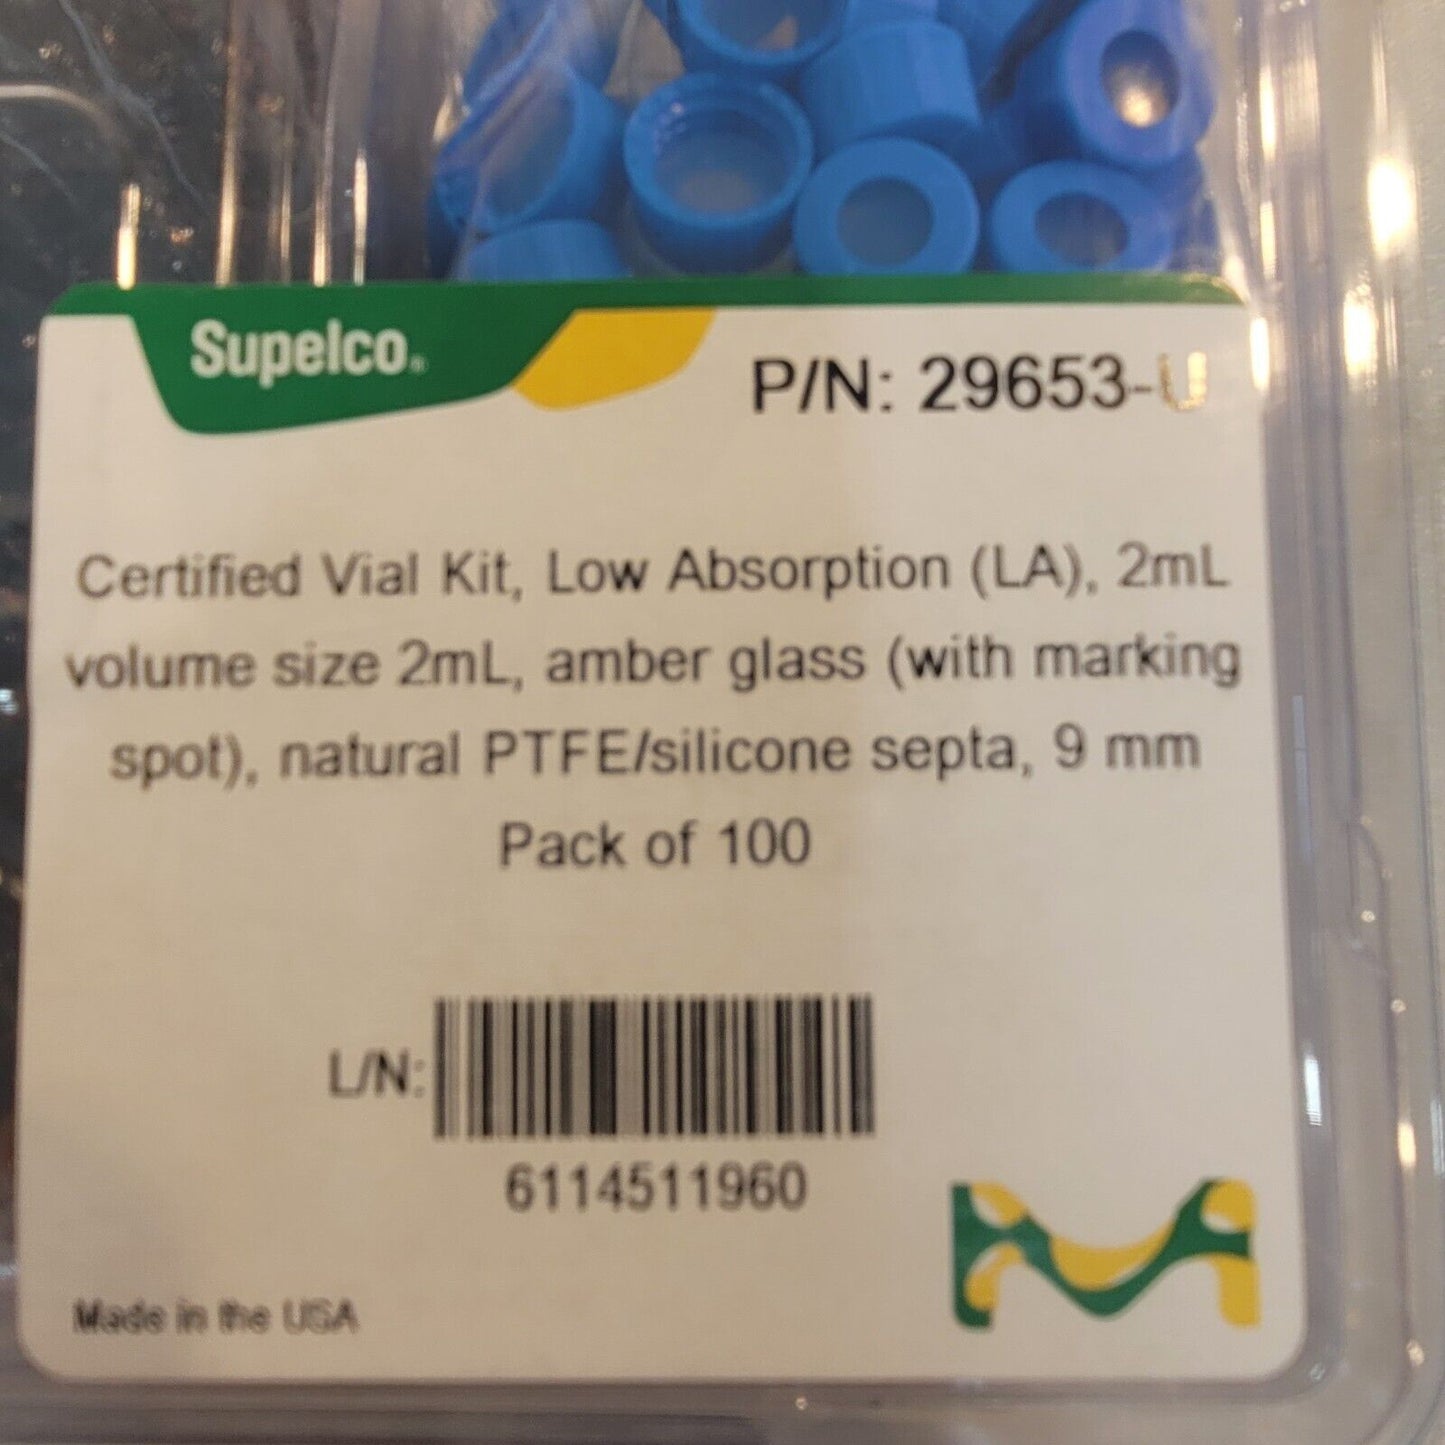 Supelco®
P/N: 29653-U
Certified Vial Kit, Low Absorption (LA), 2mL
volume size 2mL, amber glass (with marking
spot), natural PTFE/silicone septa, 9 mm
Pack of 100
L/N:
6114511960
Made in the USA
M